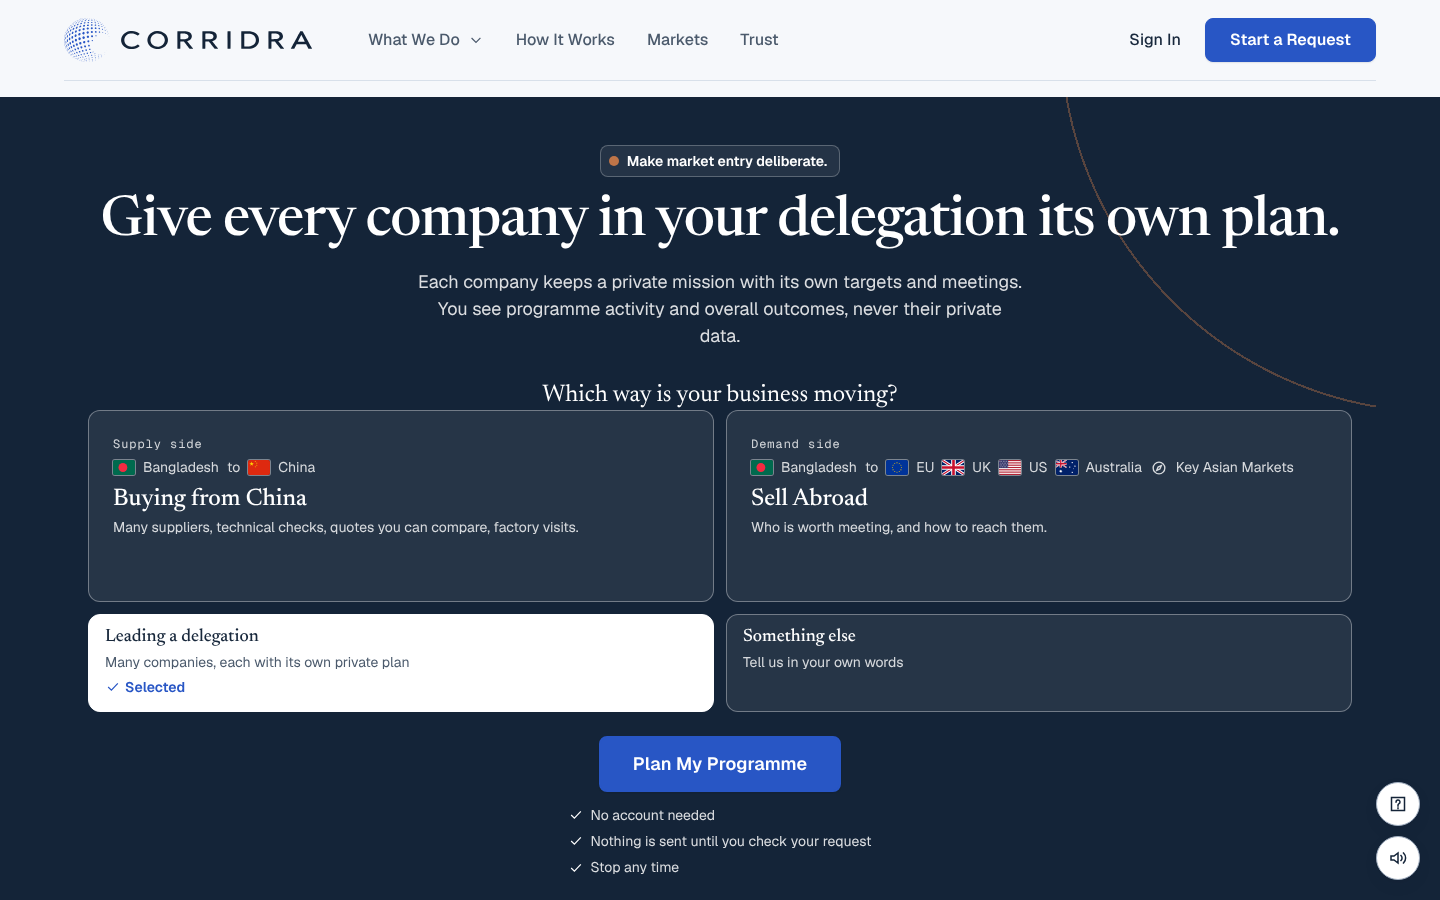 CORRIDRA
What We Do
How It Works
Markets
Trust
Sign In
Start a Request
Make market entry deliberate.
Give every company in your delegation its own plan.
Each company keeps a private mission with its own targets and meetings.
You see programme activity and overall outcomes, never their private
data.
Which way is your business moving?
Supply side
Bangladesh to China
Buying from China
Many suppliers, technical checks, quotes you can compare, factory visits.
Demand side
Bangladesh to EU UK US Australia Key Asian Markets
Sell Abroad
Who is worth meeting, and how to reach them.
Leading a delegation
Many companies, each with its own private plan
Selected
Something else
Tell us in your own words
Plan My Programme
No account needed
Nothing is sent until you check your request
Stop any time